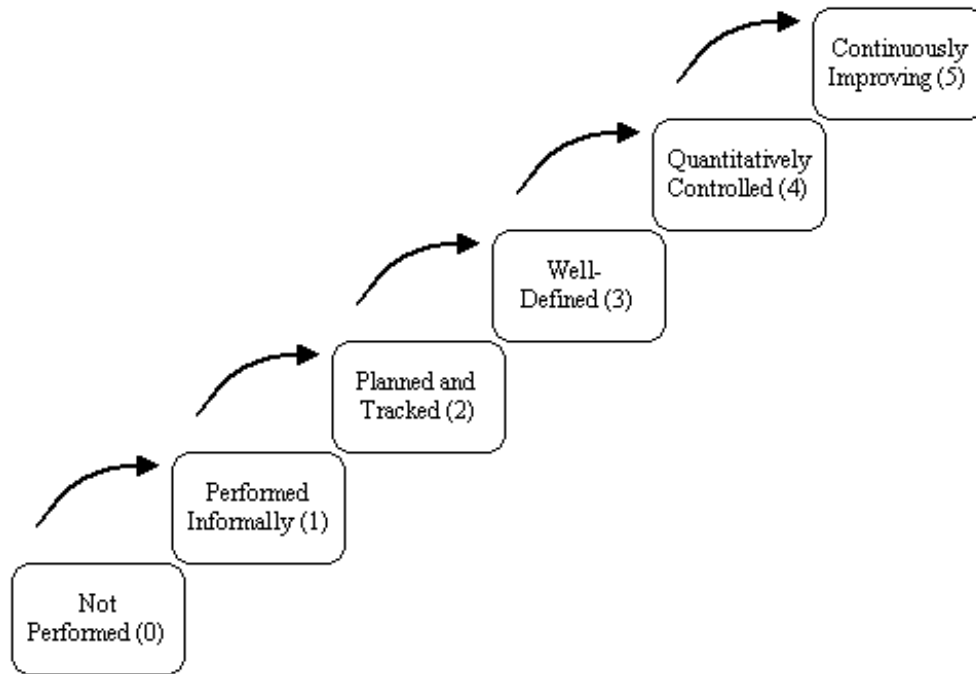 Continuously
Improving (5)
Quantitatively
Controlled (4)
Well-
Defined (3)
Planned and
Tracked (2)
Performed
Informally (1)
Not
Performed (0)